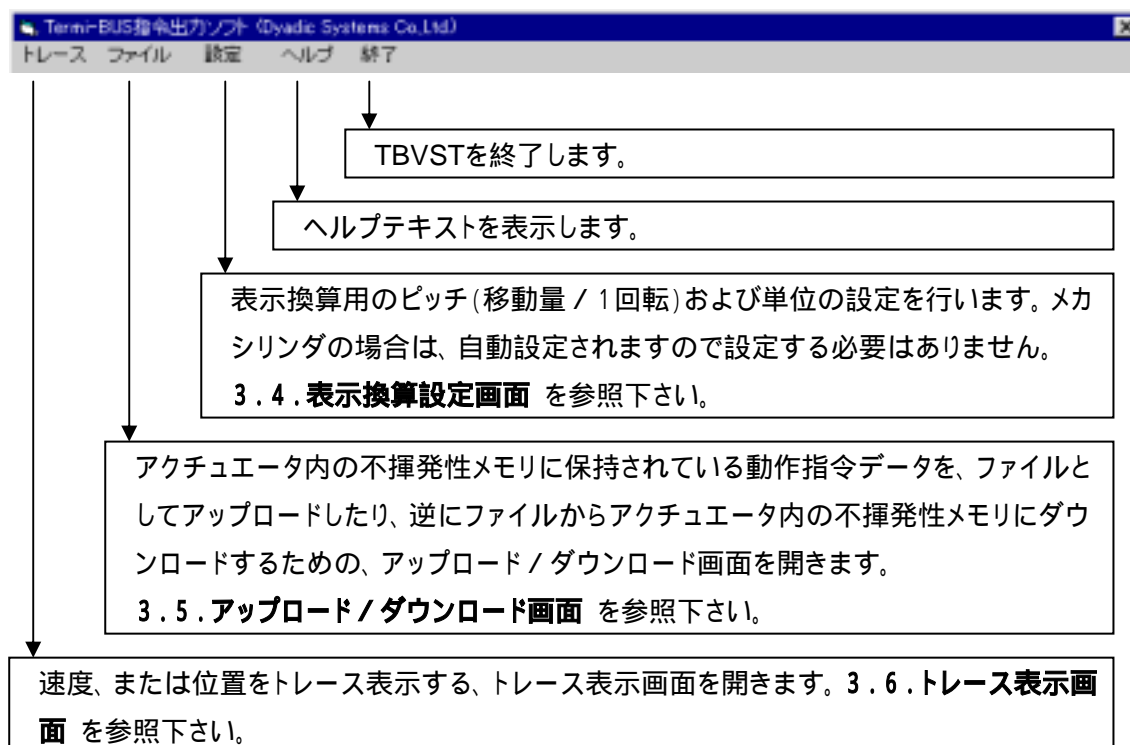 Termi-BUS指令出力ソフト (Dyadic Systems Co.,Ltd.)
トレース ファイル 設定 ヘルプ 終了
TBVSTを終了します。
ヘルプテキストを表示します。
表示換算用のピッチ(移動量/1回転)および単位の設定を行います。メカ
シリンダの場合は、自動設定されますので設定する必要はありません。
3.4.表示換算設定画面 を参照下さい。
アクチュエータ内の不揮発性メモリに保持されている動作指令データを、ファイルと
してアップロードしたり、逆にファイルからアクチュエータ内の不揮発性メモリにダウ
ンロードするための、アップロード/ダウンロード画面を開きます。
3.5.アップロード/ダウンロード画面 を参照下さい。
速度、または位置をトレース表示する、トレース表示画面を開きます。3.6.トレース表示画
面 を参照下さい。